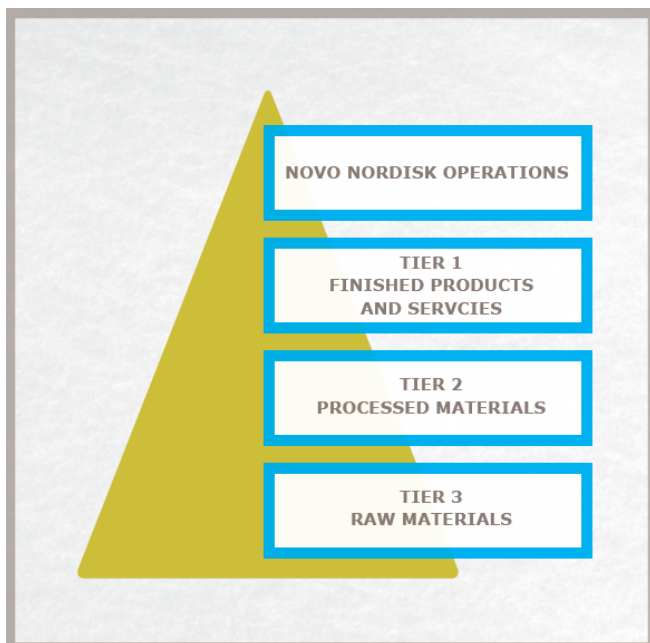 NOVO NORDISK OPERATIONS
TIER 1
FINISHED PRODUCTS
AND SERVCIES
TIER 2
PROCESSED MATERIALS
TIER 3
RAW MATERIALS